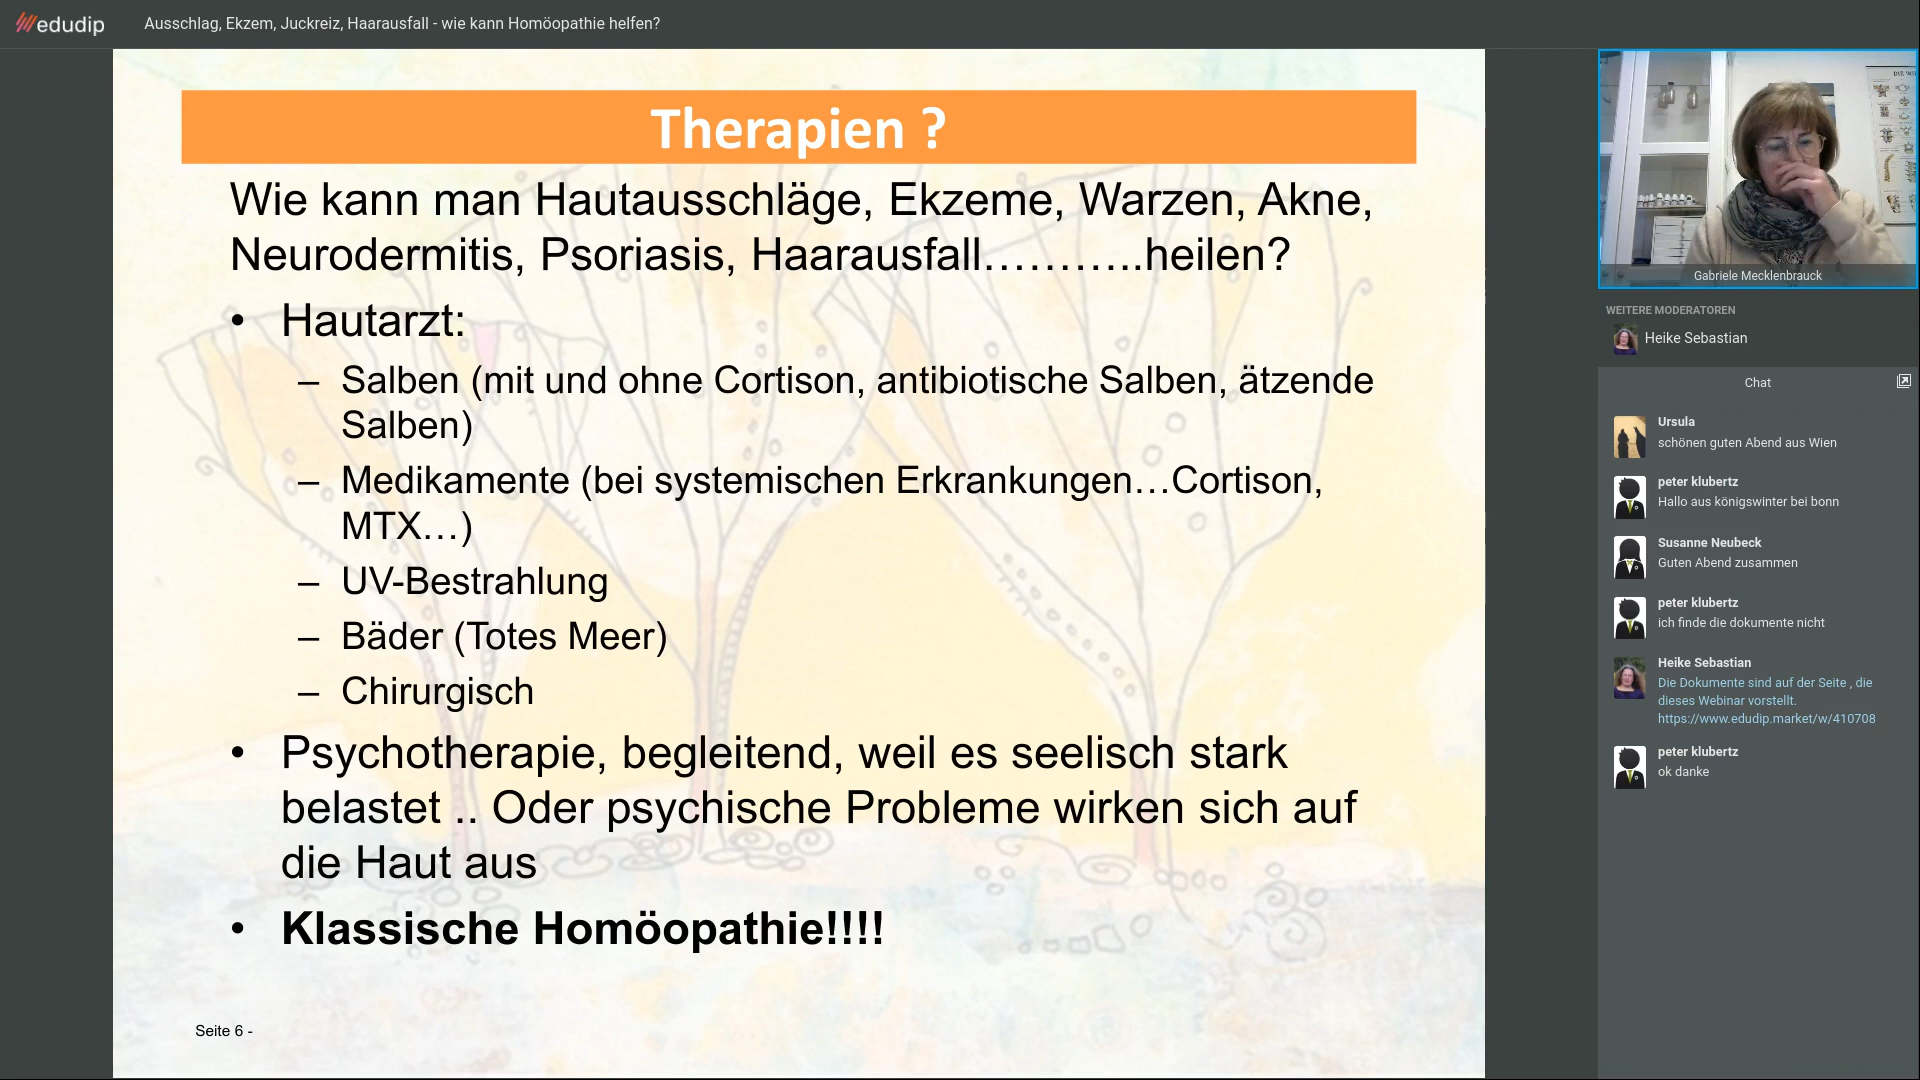 edudip
Ausschlag, Ekzem, Juckreiz, Haarausfall - wie kann Homöopathie helfen?
Therapien ?
Wie kann man Hautausschläge, Ekzeme, Warzen, Akne,
Neurodermitis, Psoriasis, Haarausfall………..heilen?
• Hautarzt:
– Salben (mit und ohne Cortison, antibiotische Salben, ätzende
Salben)
– Medikamente (bei systemischen Erkrankungen…Cortison,
MTX…)
– UV-Bestrahlung
– Bäder (Totes Meer)
– Chirurgisch
• Psychotherapie, begleitend, weil es seelisch stark
belastet .. Oder psychische Probleme wirken sich auf
die Haut aus
• Klassische Homöopathie!!!!
Seite 6 -
Gabriele Mecklenbrauck
WEITERE MODERATOREN
Heike Sebastian
Chat
Ursula
schönen guten Abend aus Wien
peter klubertz
Hallo aus königswinter bei bonn
Susanne Neubeck
Guten Abend zusammen
peter klubertz
ich finde die dokumente nicht
Heike Sebastian
Die Dokumente sind auf der Seite , die
dieses Webinar vorstellt.
https://www.edudip.market/w/410708
peter klubertz
ok danke